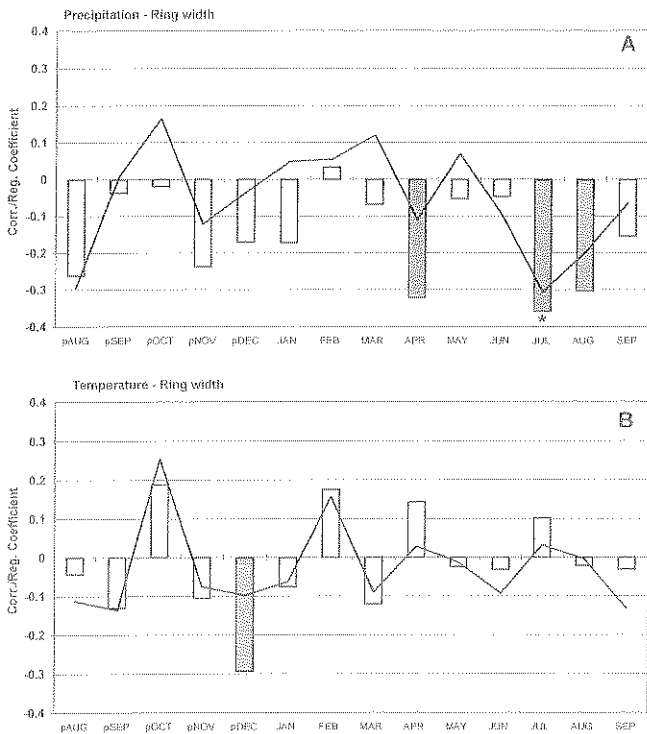 Precipitation - Ring width
A
0.4
0.3
0.2
0.1
0
-0.1
-0.2
-0.3
-0.4
Corr./Reg. Coefficient
*
pAUG pSEP pOCT pNOV pDEC JAN FEB MAR APR MAY JUN JUL AUG SEP
Temperature - Ring width
B
0.4
0.3
0.2
0.1
0
-0.1
-0.2
-0.3
-0.4
Corr./Reg. Coefficient
pAUG pSEP pOCT pNOV pDEC JAN FEB MAR APR MAY JUN JUL AUG SEP